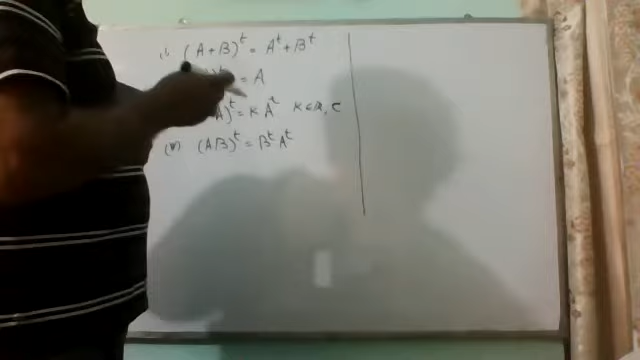 (i) (A+B)^t = A^t + B^t
)^t = A
A)^t = K A^t K∈R, C
(iv) (AB)^t = B^t A^t